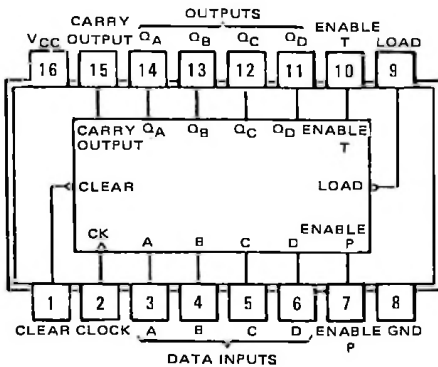 OUTPUTS
CARRY ENABLE
VCC OUTPUT QA QB QC QD T LOAD
16 15 14 13 12 11 10 9
CARRY QA QB QC QD ENABLE
OUTPUT T
CLEAR LOAD
CK A B C D ENABLE
P
1 2 3 4 5 6 7 8
CLEAR CLOCK A B C D ENABLE GND
P
DATA INPUTS